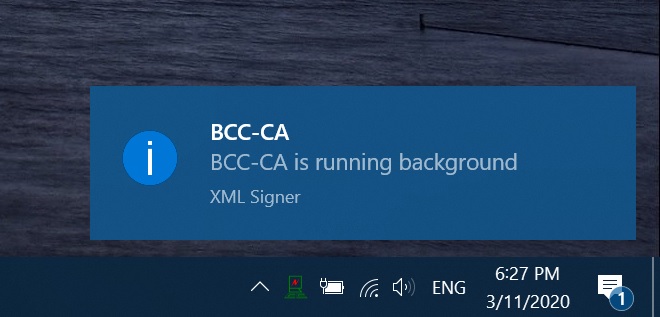 BCC-CA
BCC-CA is running background
XML Signer
ENG
6:27 PM
3/11/2020
1